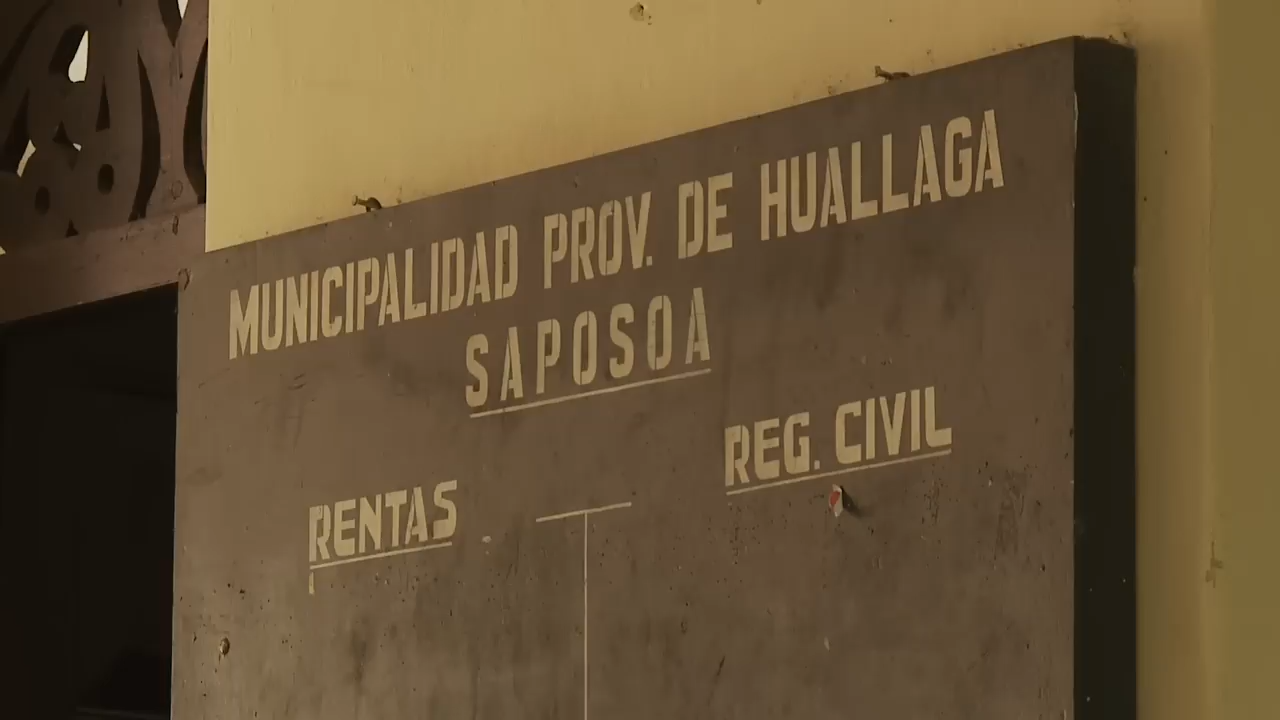 MUNICIPALIDAD PROV. DE HUALLAGA
SAPOSOA
RENTAS
REG. CIVIL